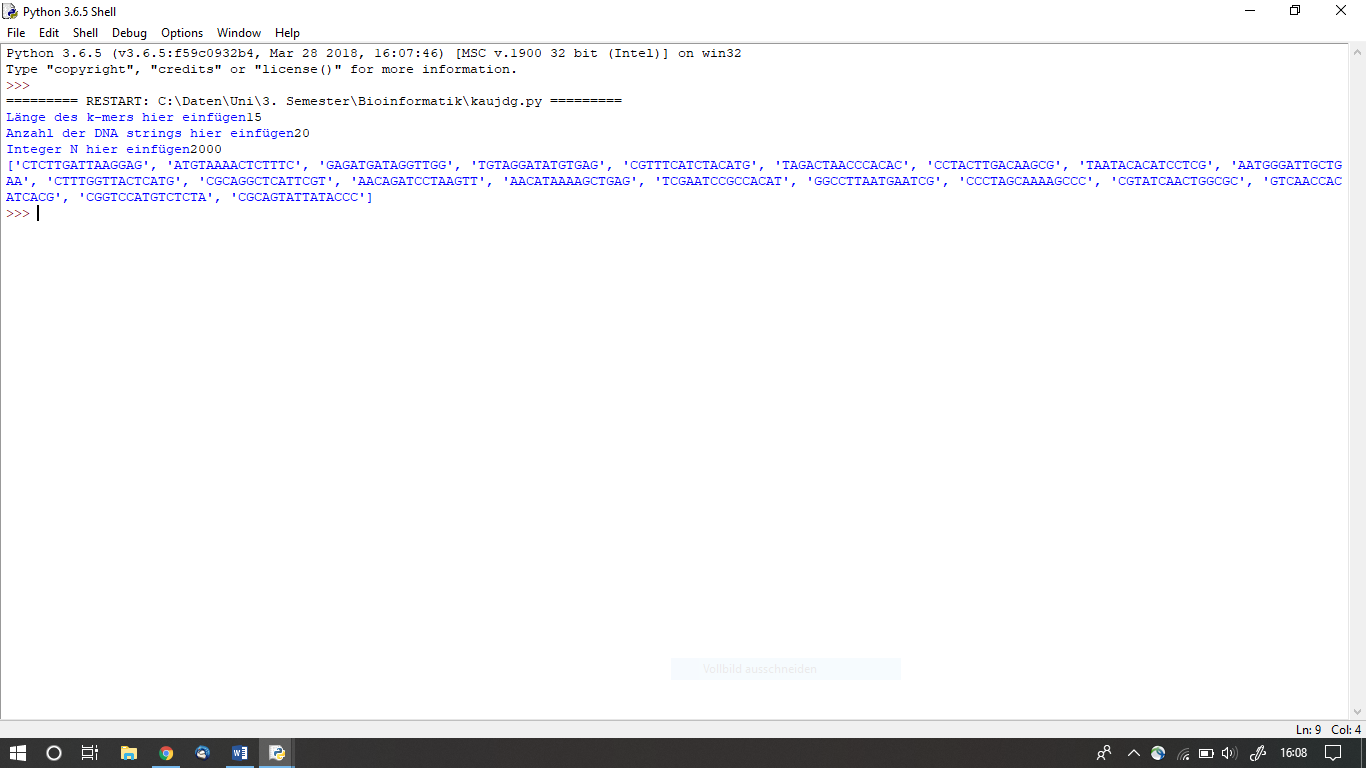 Python 3.6.5 Shell
File Edit Shell Debug Options Window Help
Python 3.6.5 (v3.6.5:f59c0932b4, Mar 28 2018, 16:07:46) [MSC v.1900 32 bit (Intel)] on win32
Type "copyright", "credits" or "license()" for more information.
>>>
========= RESTART: C:\Daten\Uni\3. Semester\Bioinformatik\kaujdg.py =========
Länge des k-mers hier einfügen15
Anzahl der DNA strings hier einfügen20
Integer N hier einfügen2000
['CTCTTGATTAAGGAG', 'ATGTAAAACTCTTTC', 'GAGATGATAGGTTGG', 'TGTAGGATATGTGAG', 'CGTTTCATCTACATG', 'TAGACTAACCCACAC', 'CCTACTTGACAAGCG', 'TAATACACATCCTCG', 'AATGGGATTGCTG
AA', 'CTTTGGTTACTCATG', 'CGCAGGCTCATTCGT', 'AACAGATCCTAAGTT', 'AACATAAAAGCTGAG', 'TCGAATCCGCCACAT', 'GGCCTTAATGAATCG', 'CCCTAGCAAAAGCCC', 'CGTATCAACTGGCGC', 'GTCAACCAC
ATCACG', 'CGGTCCATGTCTCTA', 'CGCAGTATTATACCC']
>>>
Vollbild ausschneiden
Ln: 9 Col: 4
16:08